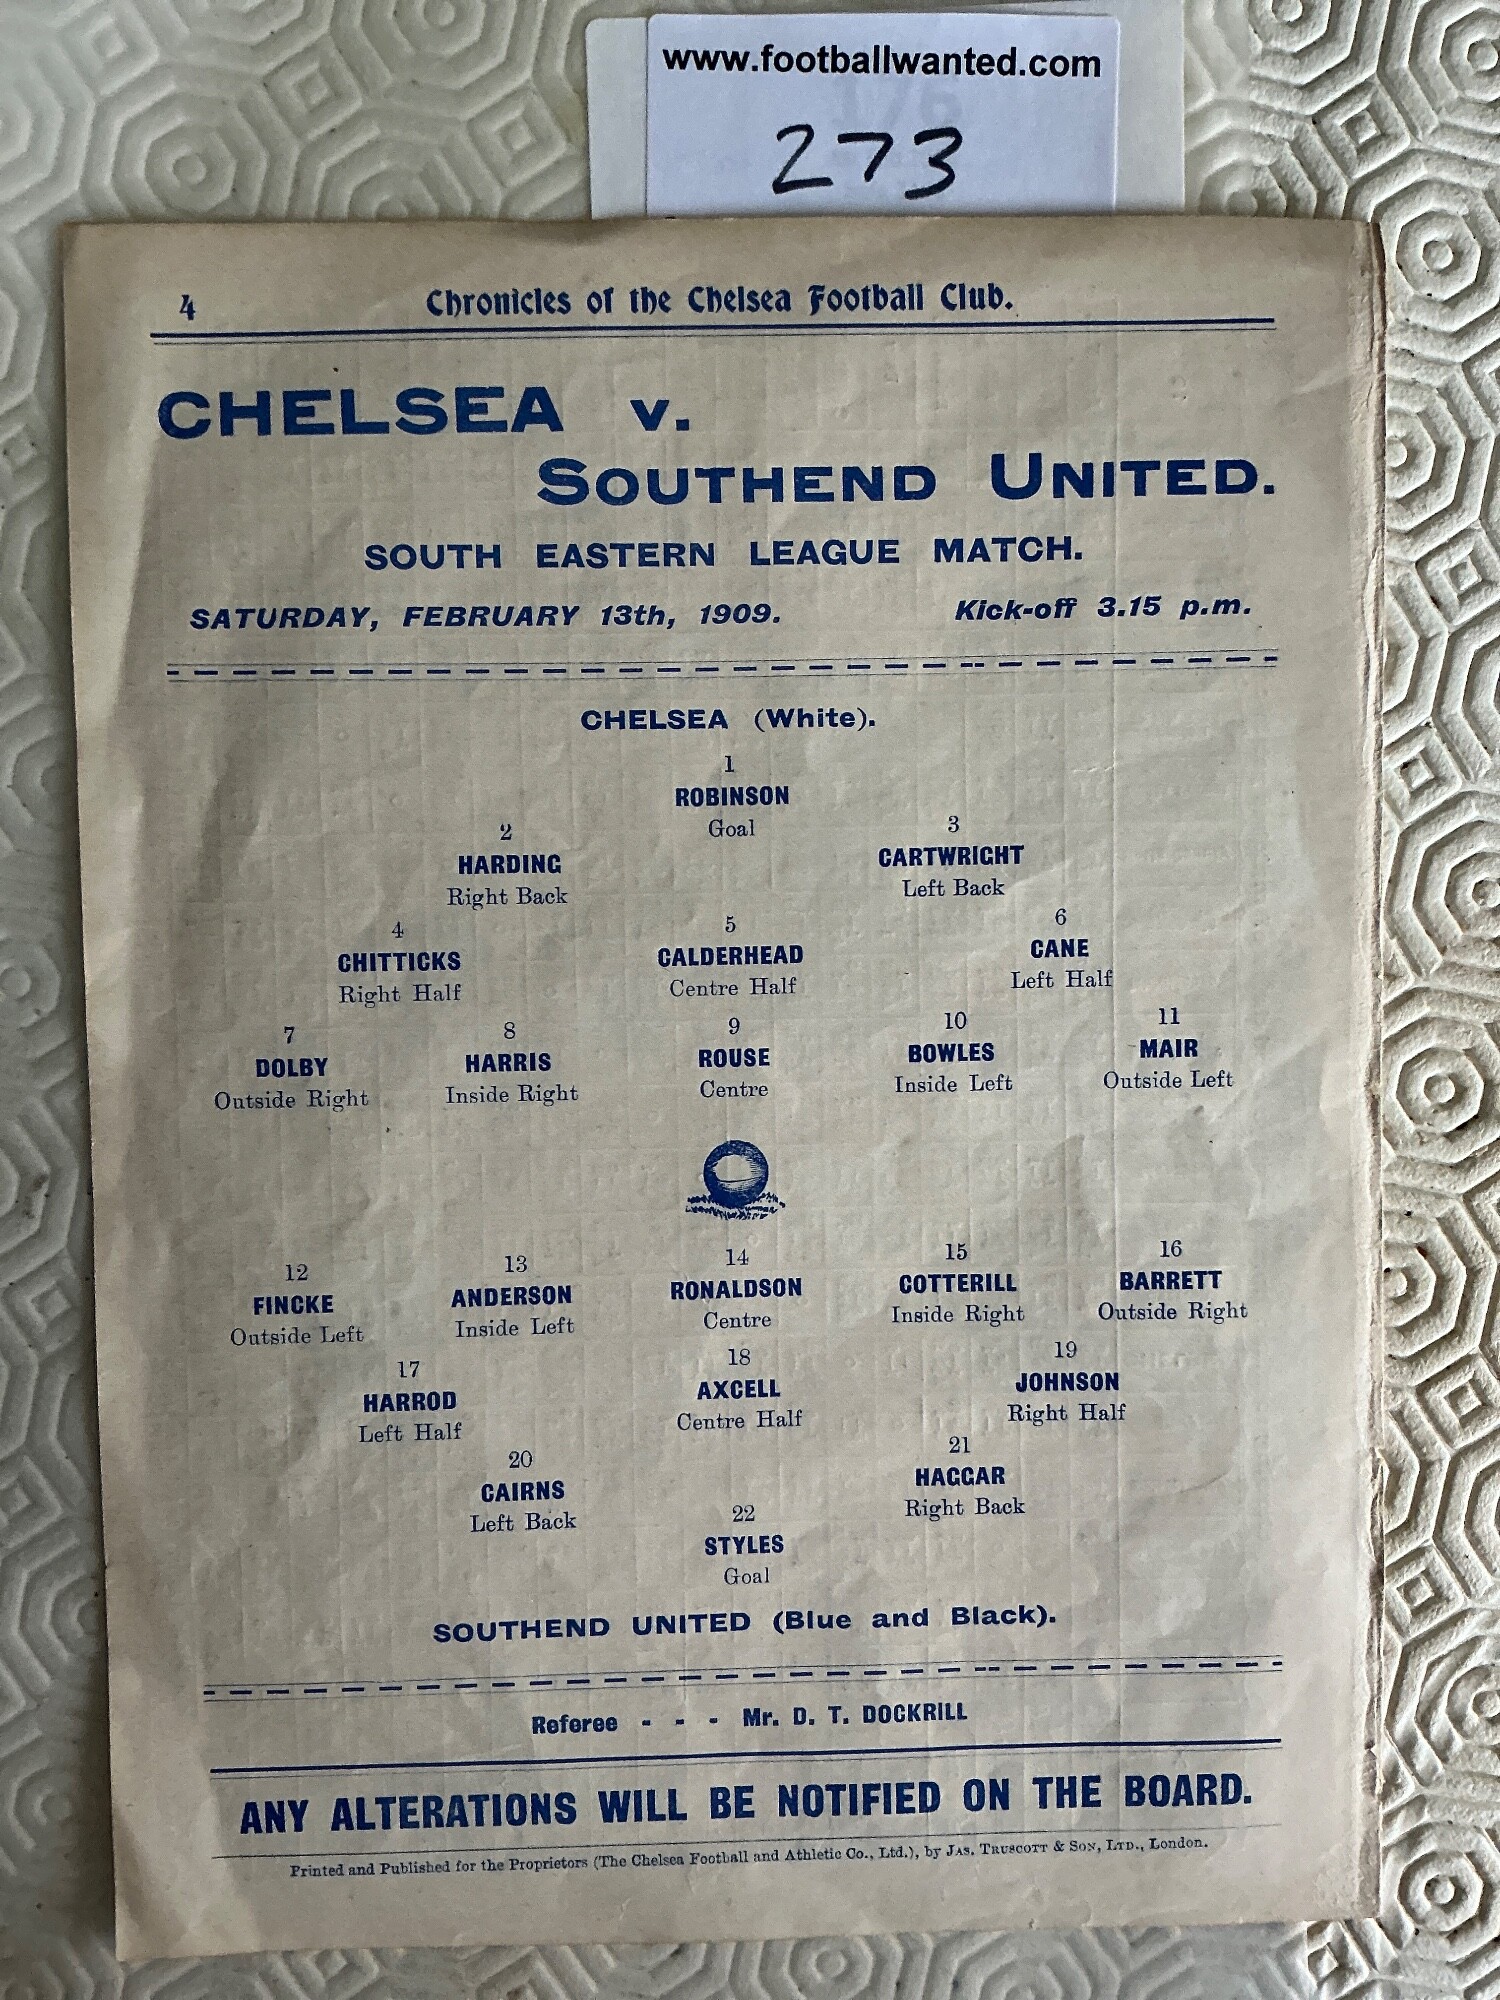 www.footballwanted.com
273
4 Chronicles of the Chelsea Football Club.
CHELSEA v.
SOUTHEND UNITED.
SOUTH EASTERN LEAGUE MATCH.
SATURDAY, FEBRUARY 13th, 1909. Kick-off 3.15 p.m.
CHELSEA (White).
1
ROBINSON
Goal
2 3
HARDING CARTWRIGHT
Right Back Left Back
4 5 6
CHITTICKS CALDERHEAD CANE
Right Half Centre Half Left Half
7 8 9 10 11
DOLBY HARRIS ROUSE BOWLES MAIR
Outside Right Inside Right Centre Inside Left Outside Left
12 13 14 15 16
FINCKE ANDERSON RONALDSON COTTERILL BARRETT
Outside Left Inside Left Centre Inside Right Outside Right
17 18 19
HARROD AXCELL JOHNSON
Left Half Centre Half Right Half
20 21
CAIRNS HAGGAR
Left Back Right Back
22
STYLES
Goal
SOUTHEND UNITED (Blue and Black).
Referee - - - Mr. D. T. DOCKRILL
ANY ALTERATIONS WILL BE NOTIFIED ON THE BOARD.
Printed and Published for the Proprietors (The Chelsea Football and Athletic Co., Ltd.), by JAS. TRUSCOTT & SON, LTD., London.